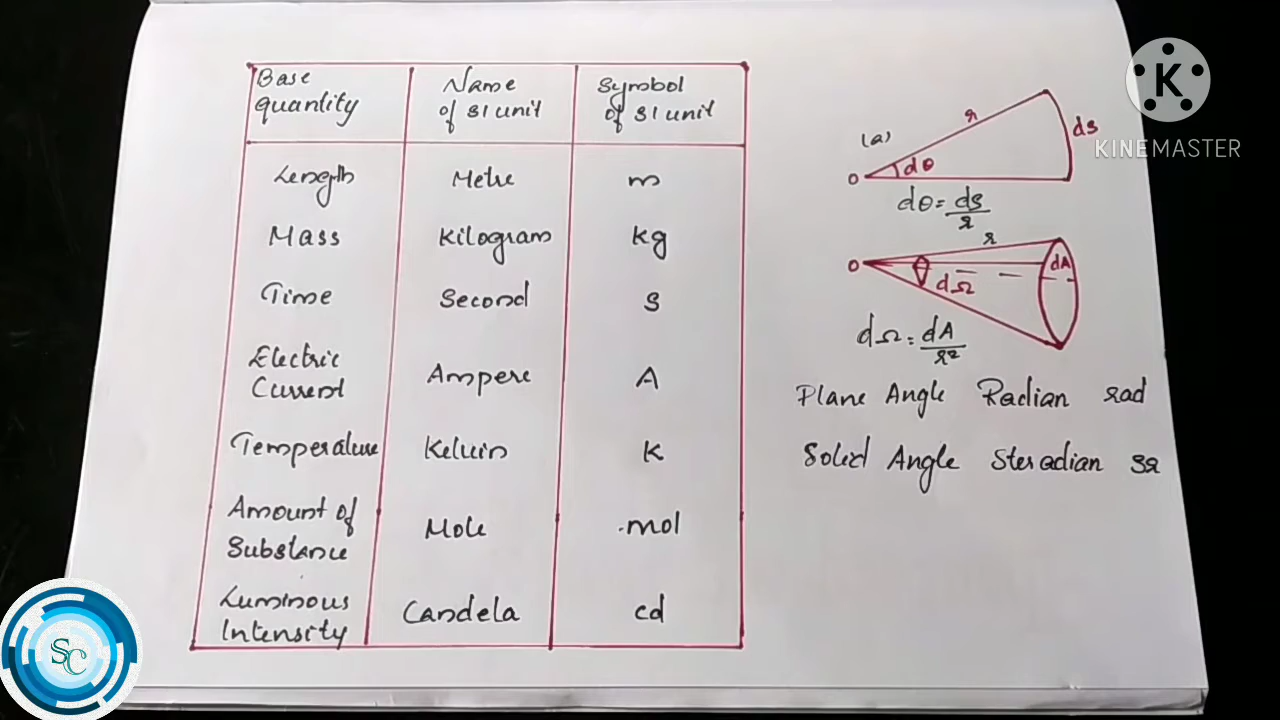 Base quantity | Name of SI unit | Symbol of SI unit
Length | Metre | m
Mass | Kilogram | kg
Time | Second | s
Electric Current | Ampere | A
Temperature | Kelvin | K
Amount of Substance | Mole | mol
Luminous Intensity | Candela | cd
(a)
r
ds
dθ
O
dθ = ds/r
r
O
dA
dΩ
dΩ = dA/r²
Plane Angle Radian rad
Solid Angle Steradian sr
K
KINEMASTER
SC